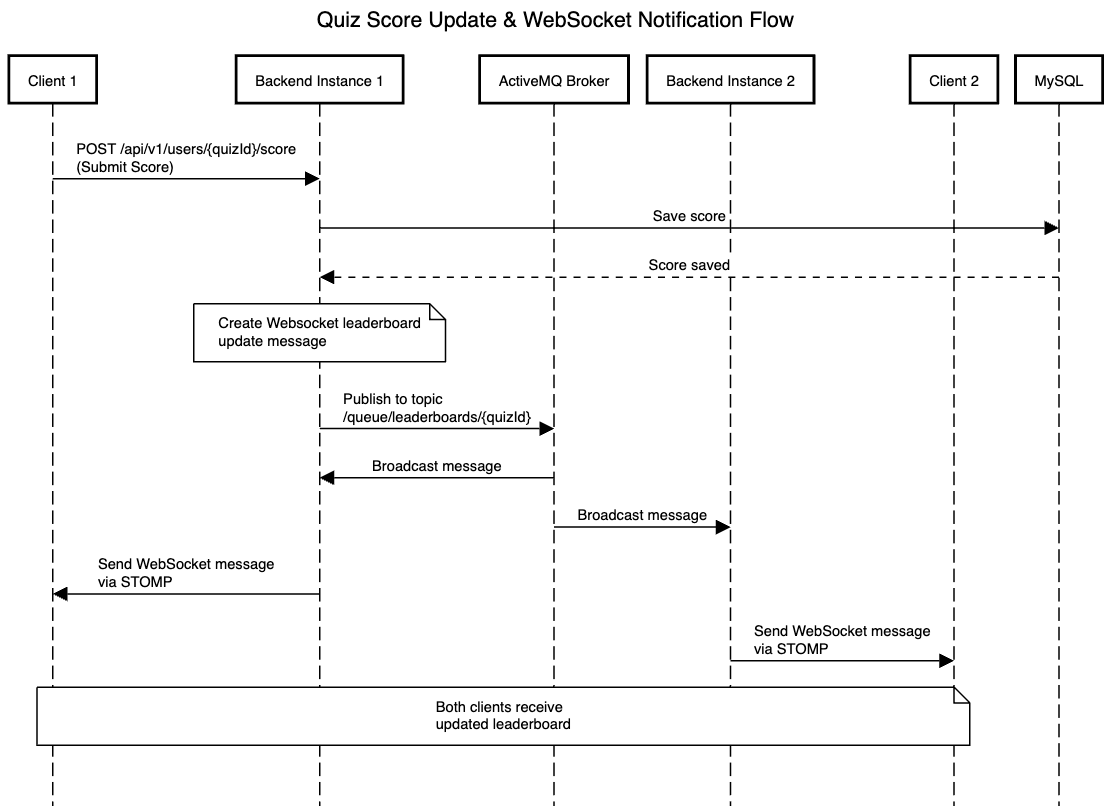 Quiz Score Update & WebSocket Notification Flow
Client 1
Backend Instance 1
ActiveMQ Broker
Backend Instance 2
Client 2
MySQL
POST /api/v1/users/{quizId}/score
(Submit Score)
Save score
Score saved
Create Websocket leaderboard
update message
Publish to topic
/queue/leaderboards/{quizId}
Broadcast message
Broadcast message
Send WebSocket message
via STOMP
Send WebSocket message
via STOMP
Both clients receive
updated leaderboard